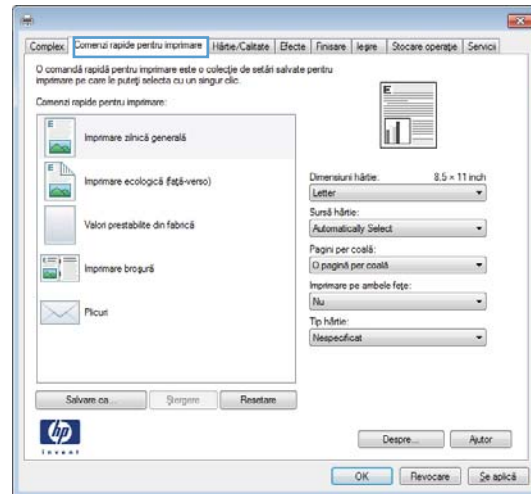 Complex Comenzi rapide pentru imprimare Hârtie/Calitate Efecte Finisare Ieşire Stocare operaţie Servicii
O comandă rapidă pentru imprimare este o colecţie de setări salvate pentru
imprimare pe care le puteţi selecta cu un singur clic.
Comenzi rapide pentru imprimare:
Imprimare zilnică generală
Imprimare ecologică (faţă-verso)
Valori prestabilite din fabrică
Imprimare broşură
Plicuri
Dimensiuni hârtie: 8.5 × 11 inch
Letter
Sursă hârtie:
Automatically Select
Pagini per coală:
O pagină per coală
Imprimare pe ambele feţe:
Nu
Tip hârtie:
Nespecificat
Salvare ca... Ştergere Resetare
hp
invent
Despre... Ajutor
OK Revocare Se aplică